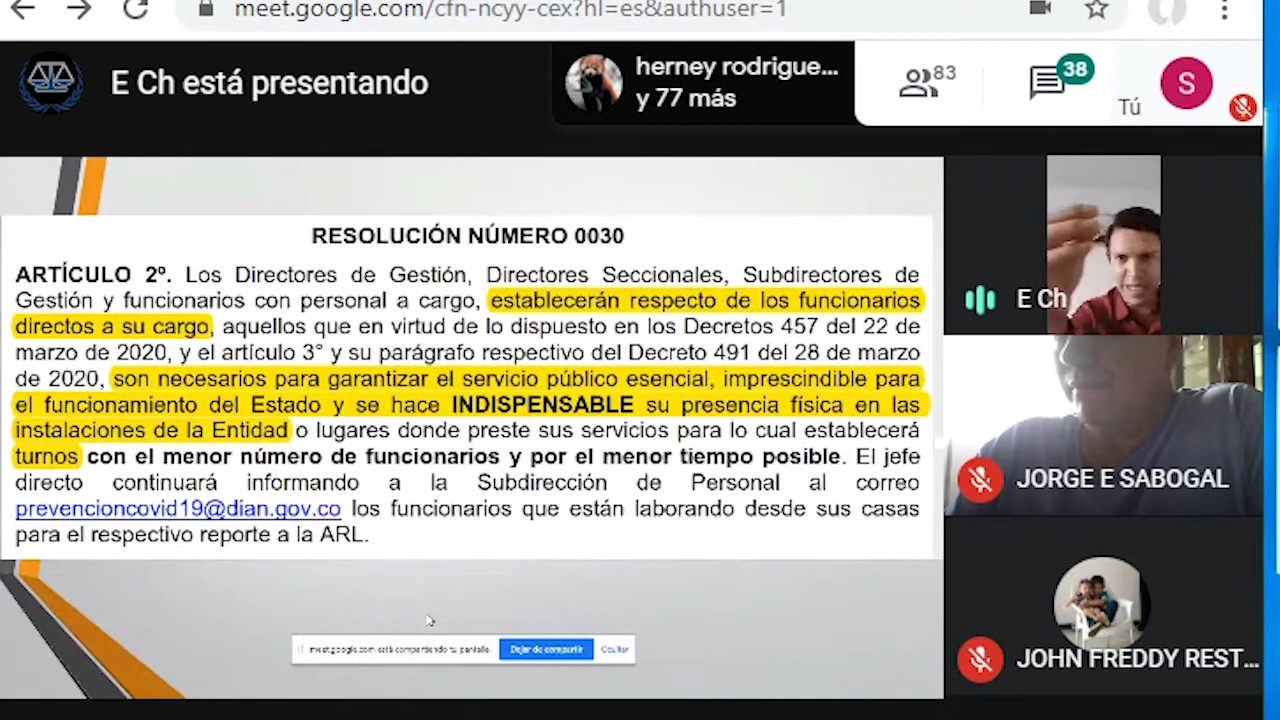 meet.google.com/cfn-ncyy-cex?hl=es&authuser=1
E Ch está presentando
herney rodrigue...
y 77 más
83
38
Tú
S
RESOLUCIÓN NÚMERO 0030
ARTÍCULO 2º. Los Directores de Gestión, Directores Seccionales, Subdirectores de
Gestión y funcionarios con personal a cargo, establecerán respecto de los funcionarios
directos a su cargo, aquellos que en virtud de lo dispuesto en los Decretos 457 del 22 de
marzo de 2020, y el artículo 3° y su parágrafo respectivo del Decreto 491 del 28 de marzo
de 2020, son necesarios para garantizar el servicio público esencial, imprescindible para
el funcionamiento del Estado y se hace INDISPENSABLE su presencia física en las
instalaciones de la Entidad o lugares donde preste sus servicios para lo cual establecerá
turnos con el menor número de funcionarios y por el menor tiempo posible. El jefe
directo continuará informando a la Subdirección de Personal al correo
prevencioncovid19@dian.gov.co los funcionarios que están laborando desde sus casas
para el respectivo reporte a la ARL.
meet.google.com está compartiendo tu pantalla.
Dejar de compartir
Ocultar
E Ch
JORGE E SABOGAL
JOHN FREDDY REST...